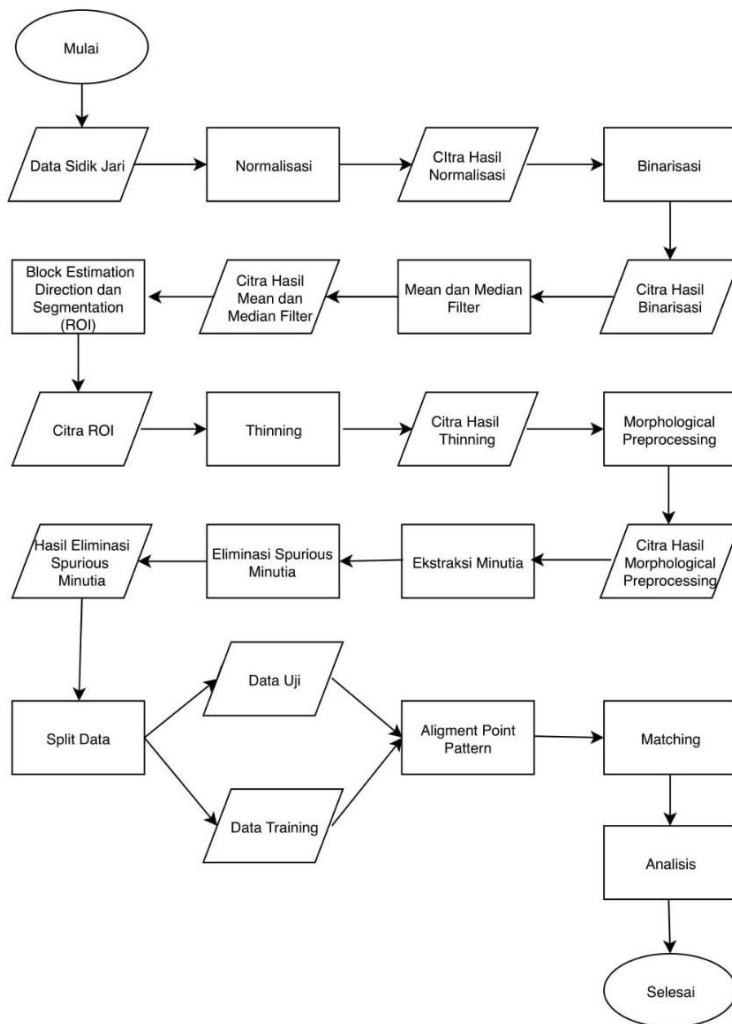 Mulai
Data Sidik Jari
Normalisasi
CItra Hasil
Normalisasi
Binarisasi
Citra Hasil
Binarisasi
Mean dan Median
Filter
Citra Hasil
Mean dan
Median Filter
Block Estimation
Direction dan
Segmentation
(ROI)
Citra ROI
Thinning
Citra Hasil
Thinning
Morphological
Preprocessing
Citra Hasil
Morphological
Preprocessing
Ekstraksi Minutia
Eliminasi Spurious
Minutia
Hasil Eliminasi
Spurious
Minutia
Split Data
Data Uji
Data Training
Aligment Point
Pattern
Matching
Analisis
Selesai